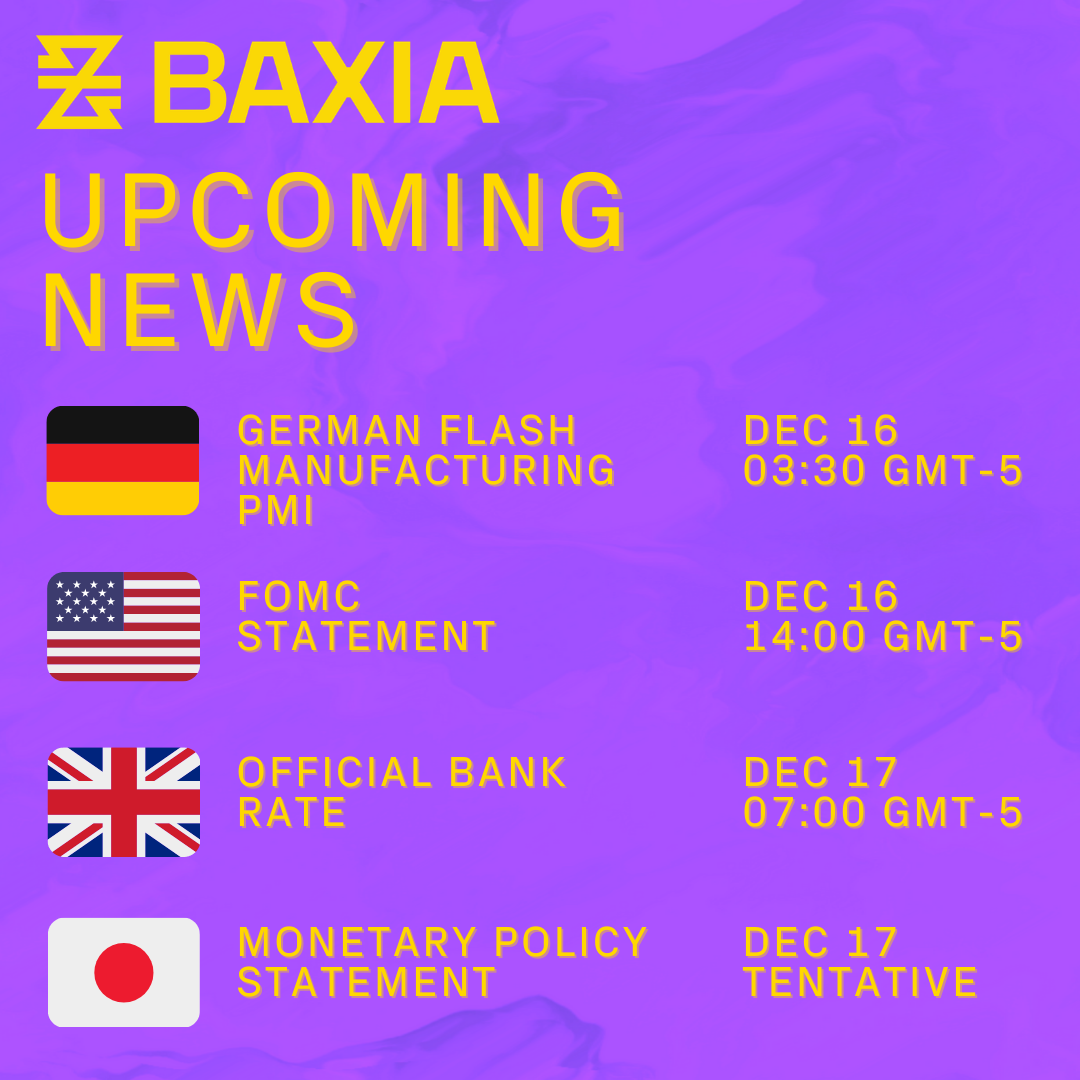 BAXIA
UPCOMING
NEWS
GERMAN FLASH
MANUFACTURING
PMI
DEC 16
03:30 GMT-5
FOMC
STATEMENT
DEC 16
14:00 GMT-5
OFFICIAL BANK
RATE
DEC 17
07:00 GMT-5
MONETARY POLICY
STATEMENT
DEC 17
TENTATIVE